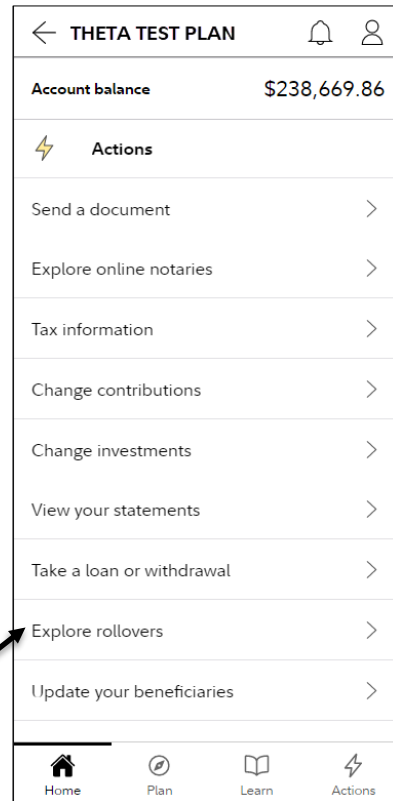 THETA TEST PLAN
Account balance $238,669.86
Actions
Send a document
Explore online notaries
Tax information
Change contributions
Change investments
View your statements
Take a loan or withdrawal
Explore rollovers
Update your beneficiaries
Home Plan Learn Actions